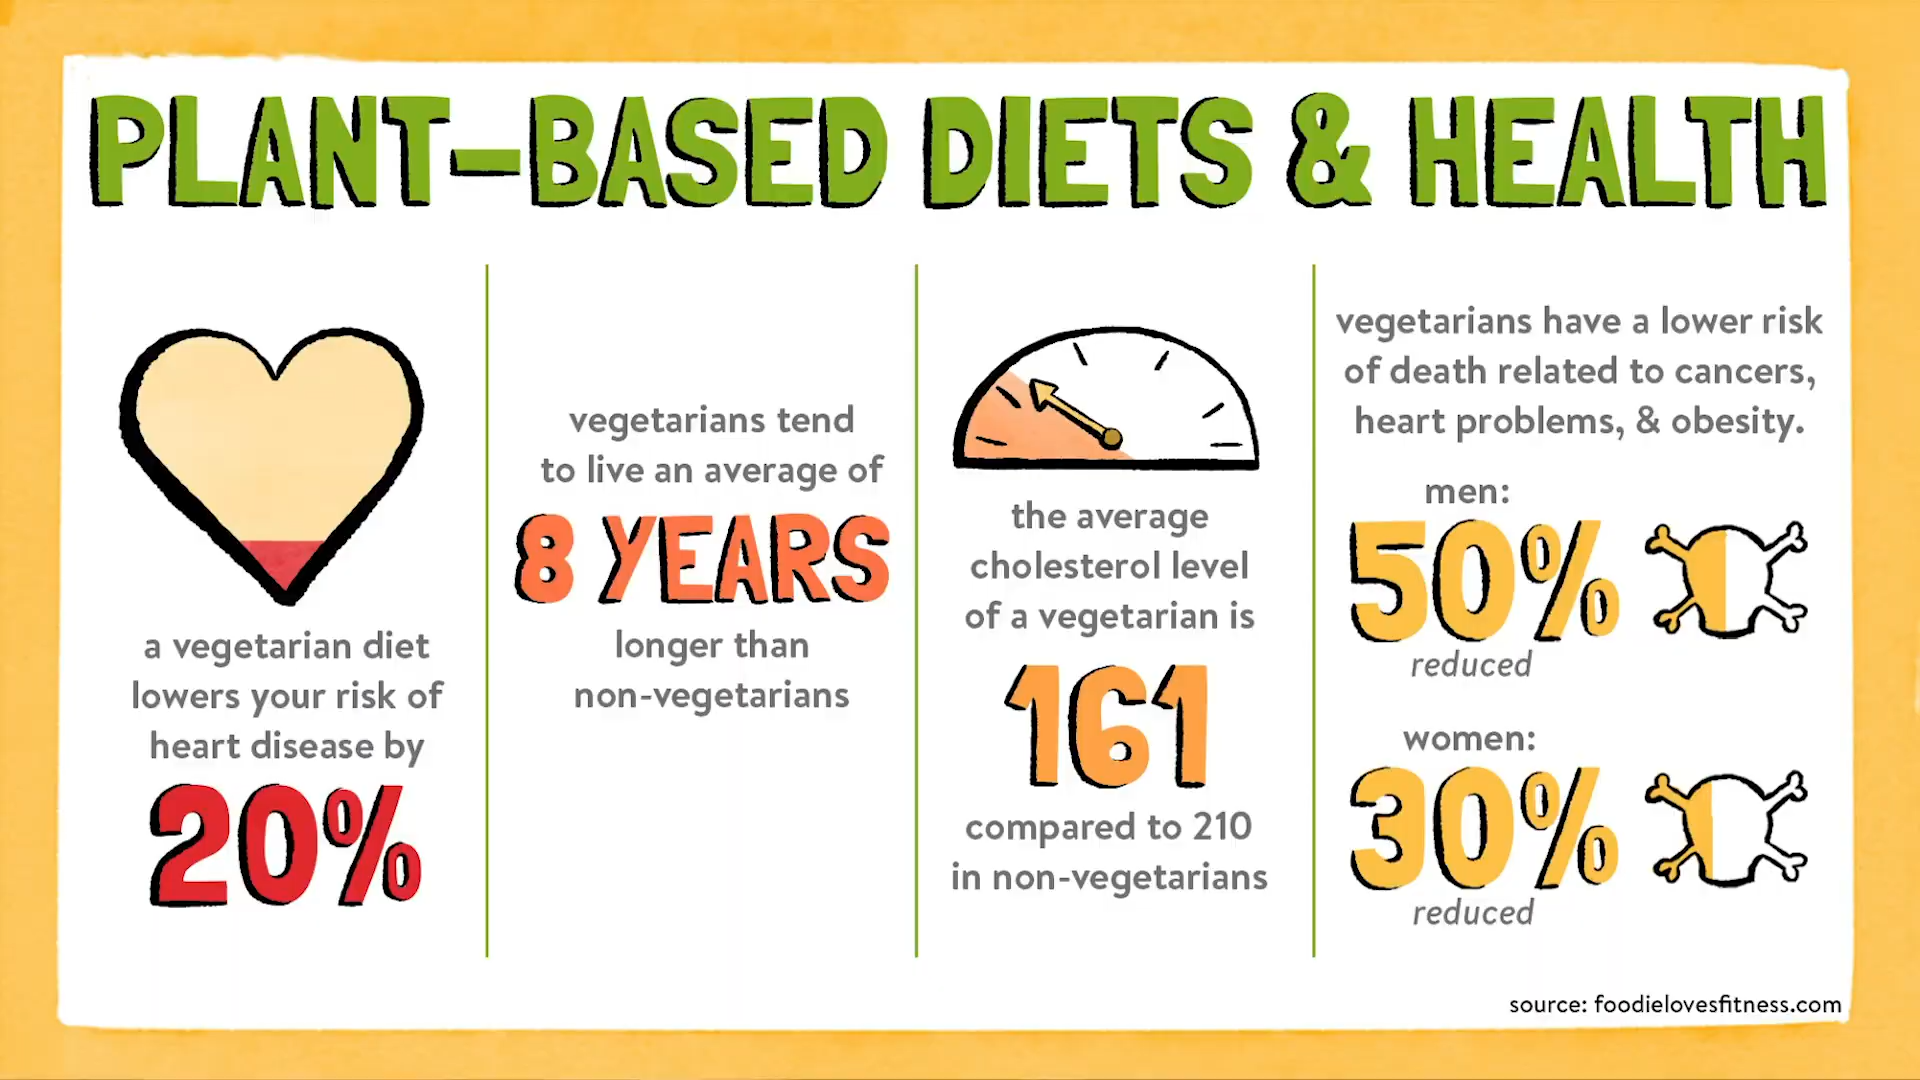 PLANT-BASED DIETS & HEALTH
a vegetarian diet
lowers your risk of
heart disease by
20%
vegetarians tend
to live an average of
8 YEARS
longer than
non-vegetarians
the average
cholesterol level
of a vegetarian is
161
compared to 210
in non-vegetarians
vegetarians have a lower risk
of death related to cancers,
heart problems, & obesity.
men:
50%
reduced
women:
30%
reduced
source: foodielovesfitness.com